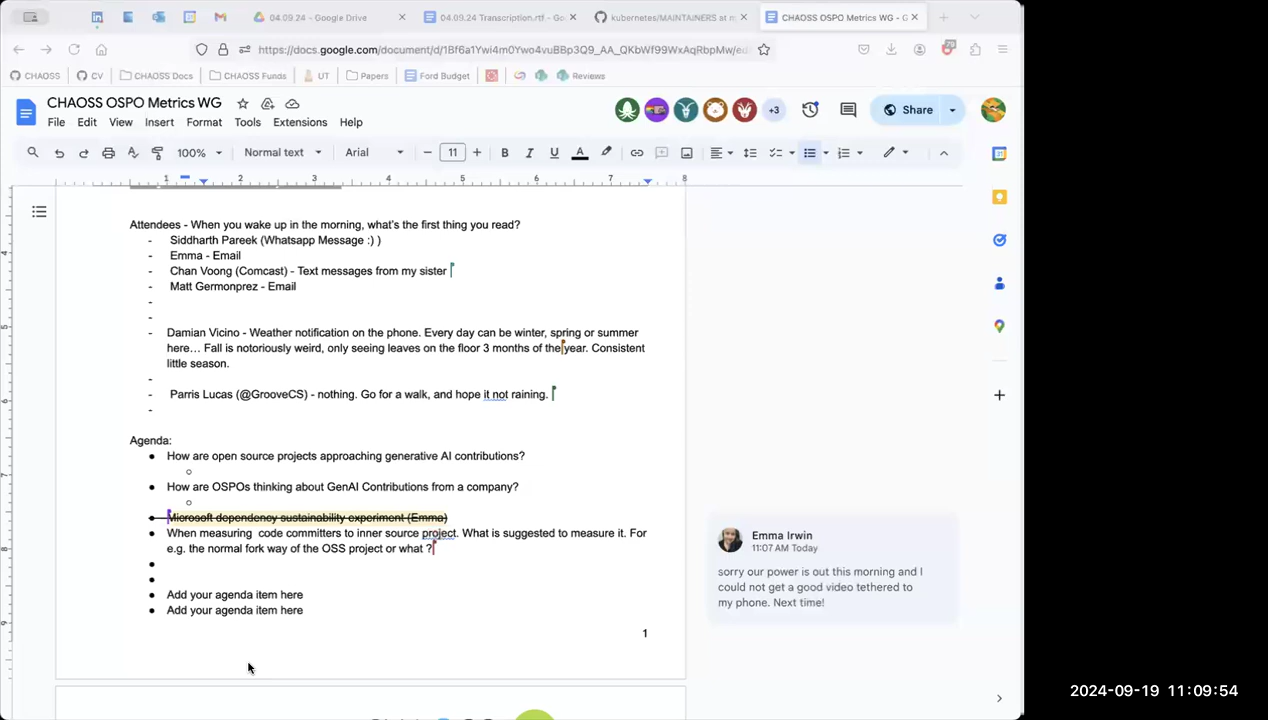 04.09.24 - Google Drive
04.09.24 Transcription.rtf - Go
kubernetes/MAINTAINERS at m
CHAOSS OSPO Metrics WG - G
https://docs.google.com/document/d/1Bf6a1Ywi4m0Ywo4vuBBp3Q9_AA_QKbWf99WxAqRbpMw/ed
CHAOSS
CV
CHAOSS Docs
CHAOSS Funds
UT
Papers
Ford Budget
Reviews
CHAOSS OSPO Metrics WG
+3
Share
File Edit View Insert Format Tools Extensions Help
100% Normal text Arial 11 B I U A
1 2 3 4 5 6 7 8
Attendees - When you wake up in the morning, what's the first thing you read?
- Siddharth Pareek (Whatsapp Message :) )
- Emma - Email
- Chan Voong (Comcast) - Text messages from my sister
- Matt Germonprez - Email
-
-
- Damian Vicino - Weather notification on the phone. Every day can be winter, spring or summer
here… Fall is notoriously weird, only seeing leaves on the floor 3 months of the year. Consistent
little season.
-
- Parris Lucas (@GrooveCS) - nothing. Go for a walk, and hope it not raining.
-
Agenda:
● How are open source projects approaching generative AI contributions?
○
● How are OSPOs thinking about GenAI Contributions from a company?
○
● Microsoft dependency sustainability experiment (Emma)
● When measuring code committers to inner source project. What is suggested to measure it. For
e.g. the normal fork way of the OSS project or what ?
●
●
● Add your agenda item here
● Add your agenda item here
1
Emma Irwin
11:07 AM Today
sorry our power is out this morning and I
could not get a good video tethered to
my phone. Next time!
2024-09-19 11:09:54